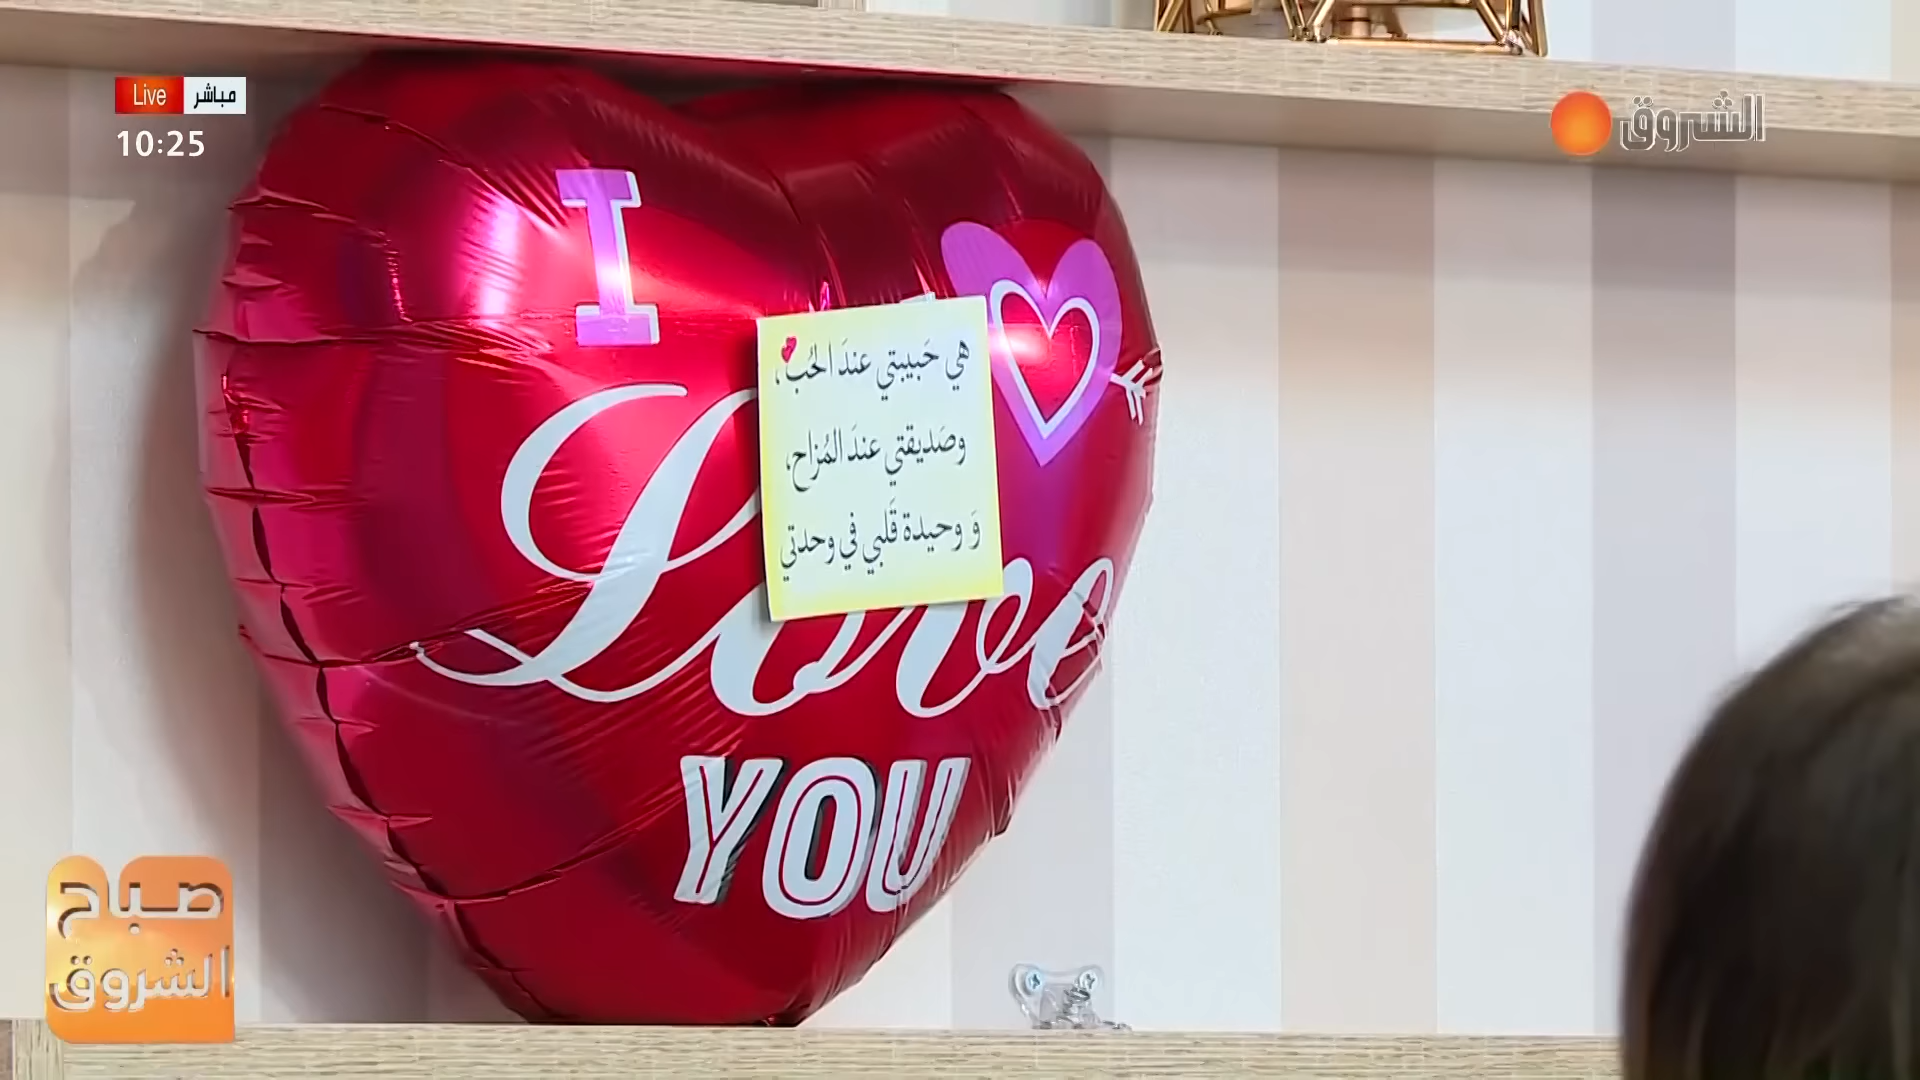 Live مباشر
10:25
الشروق
I
Love
YOU
هي حَبيبتي عندَ الحُب،
وصَديقتي عندَ المُزاح،
وَ وحيدة قَلبي في وحدتي
صباح
الشروق